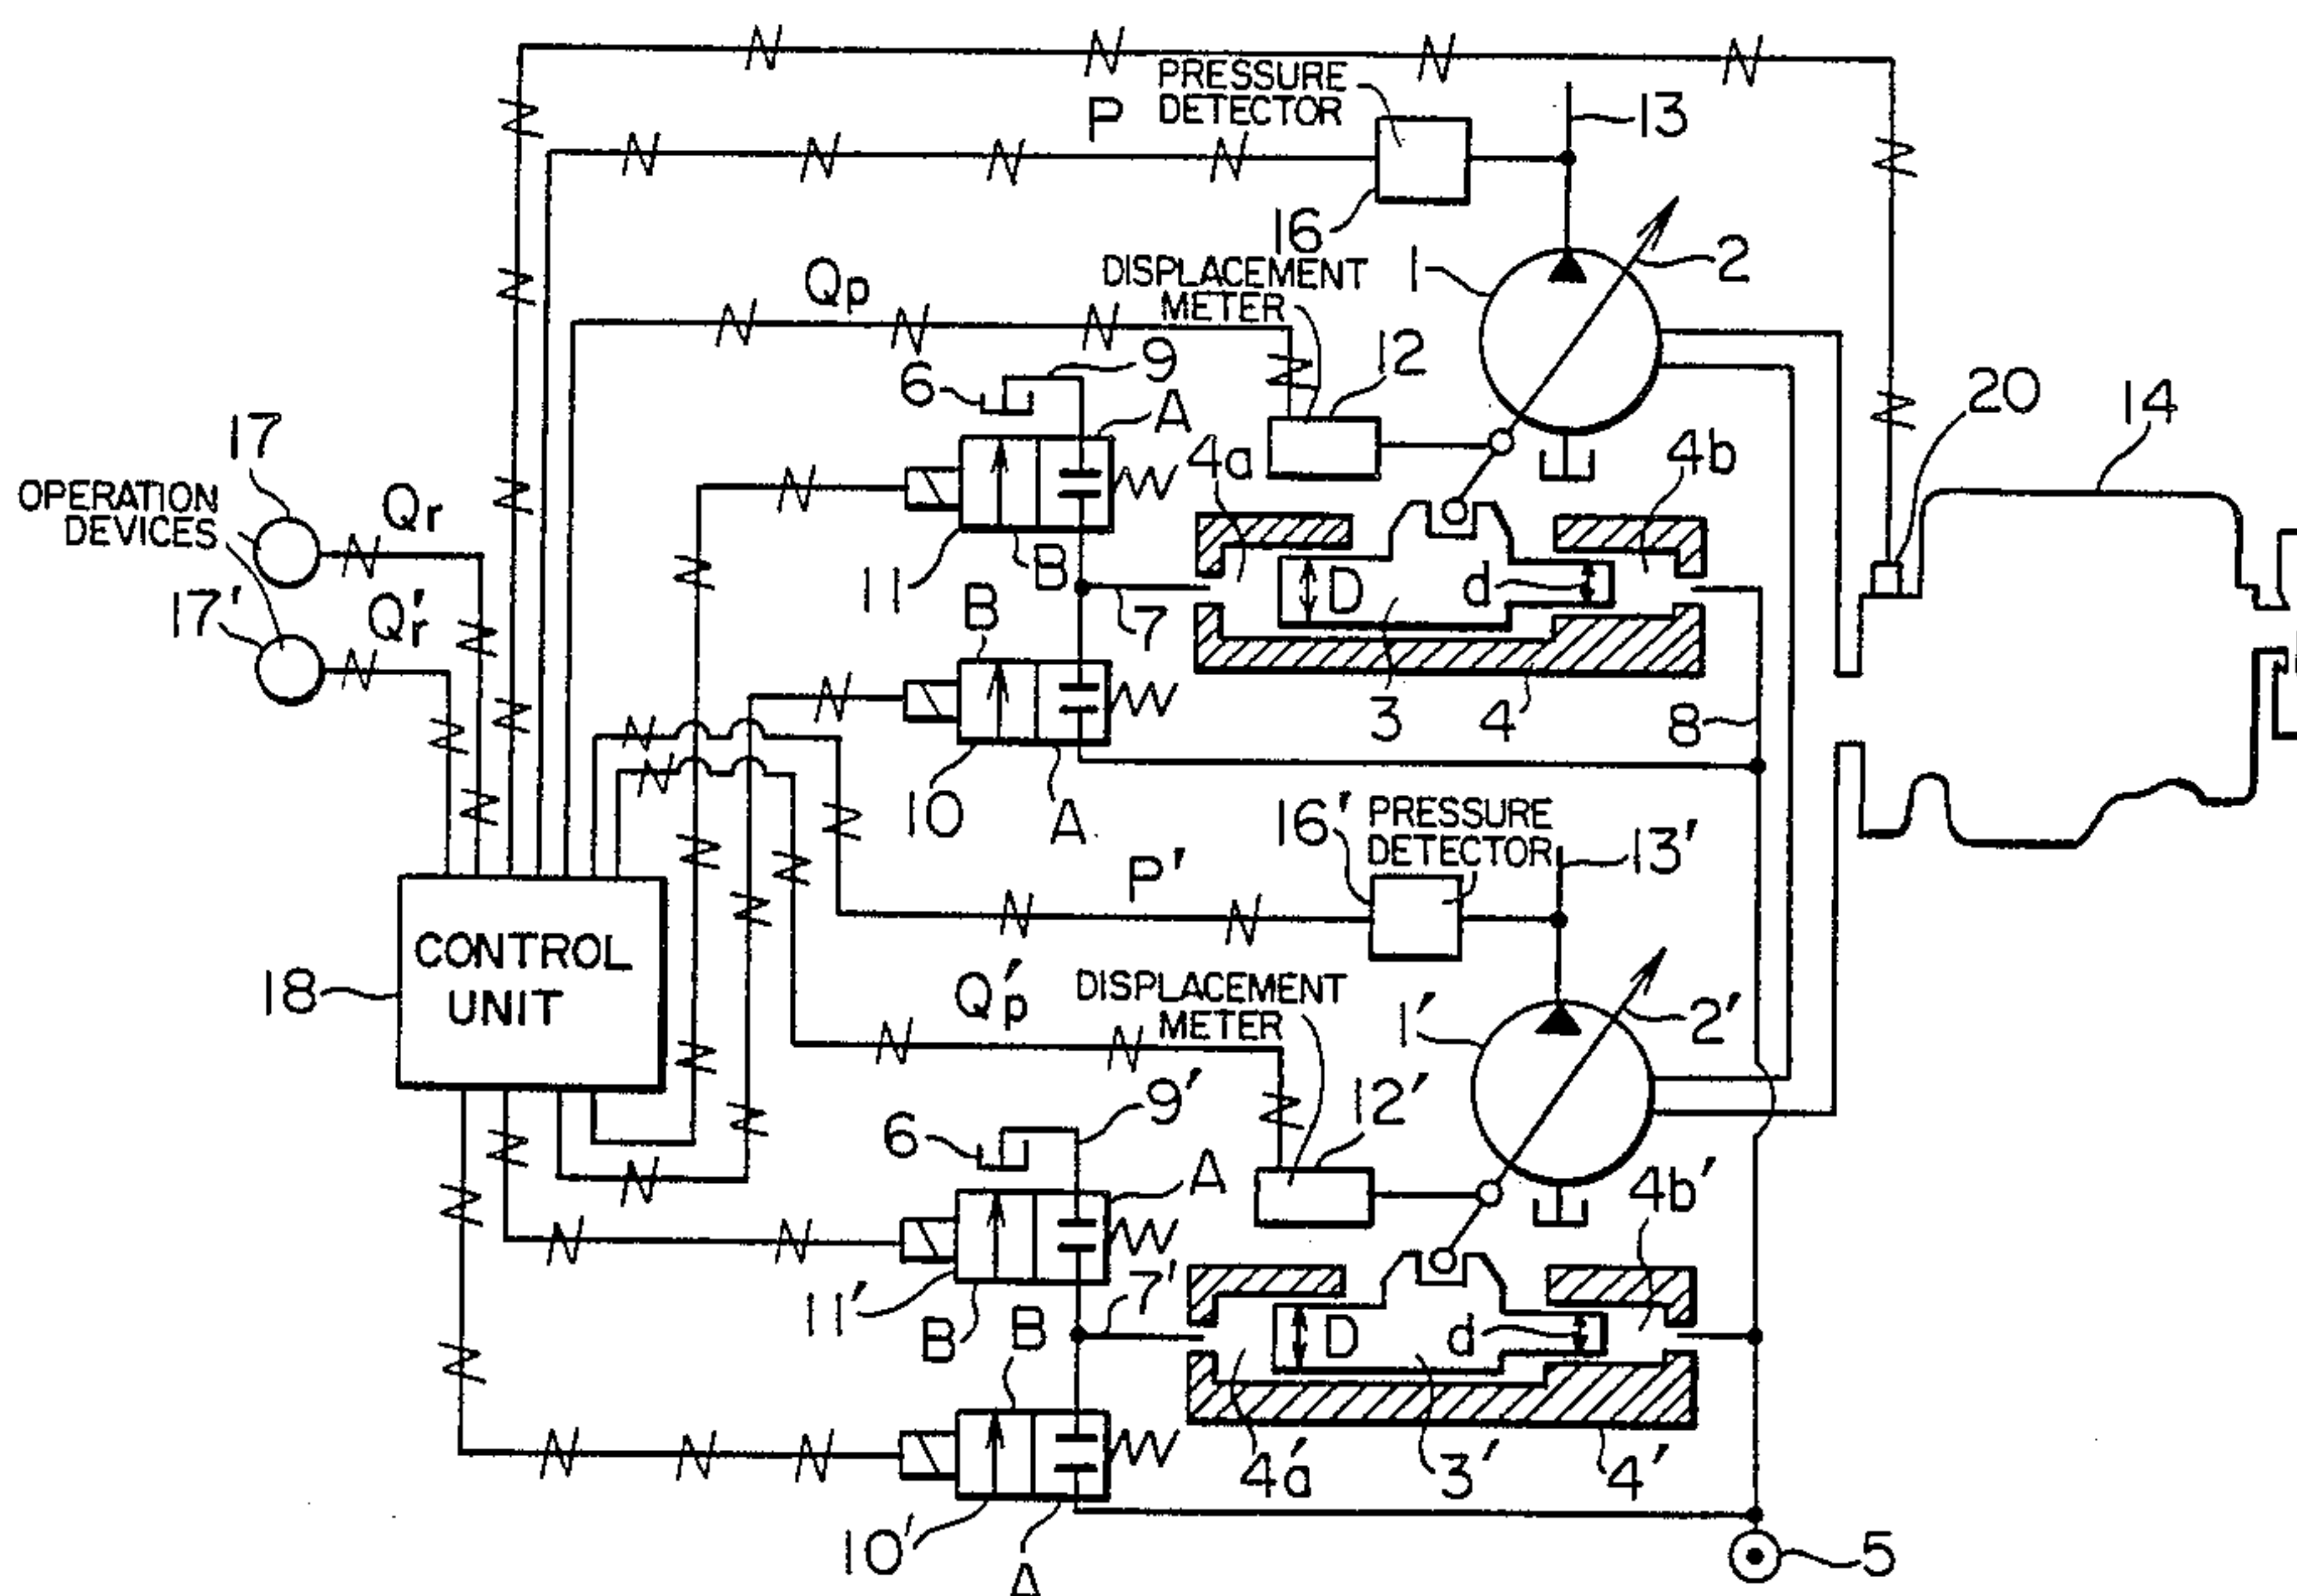 PRESSURE
DETECTOR
P
13
16
DISPLACEMENT
METER
1
2
Qp
9
12
6
A
20
14
17
4a
4b
OPERATION
DEVICES
Qr
11
B
D
d
17'
Q'r
B
7
3
4
8
10
A
16'
PRESSURE
DETECTOR
13'
P'
CONTROL
UNIT
18
Q'p
DISPLACEMENT
METER
1'
2'
9'
12'
6
A
4b'
11'
B
B
7'
D
d
4a'
3'
4'
10'
A
5